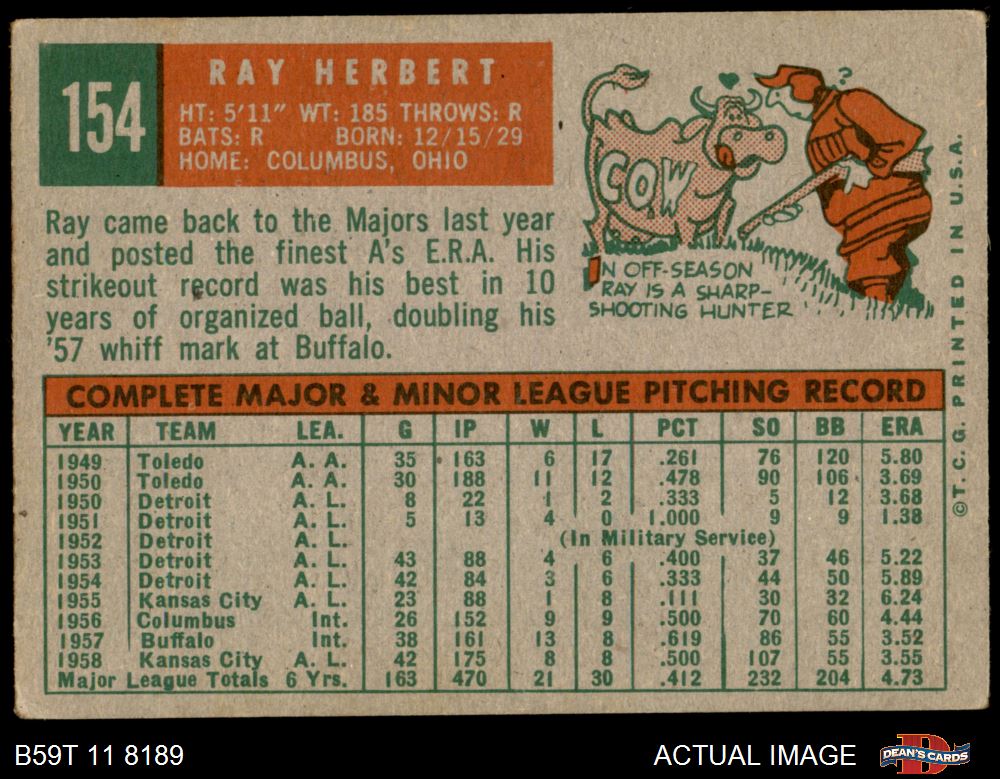 154
RAY HERBERT
HT: 5'11" WT: 185 THROWS: R
BATS: R BORN: 12/15/29
HOME: COLUMBUS, OHIO
Ray came back to the Majors last year
and posted the finest A's E.R.A. His
strikeout record was his best in 10
years of organized ball, doubling his
'57 whiff mark at Buffalo.
?
COW
IN OFF-SEASON
RAY IS A SHARP-
SHOOTING HUNTER
©T. C. G. PRINTED IN U.S.A.
COMPLETE MAJOR & MINOR LEAGUE PITCHING RECORD
YEAR TEAM LEA. G IP W L PCT SO BB ERA
1949 Toledo A. A. 35 163 6 17 .261 76 120 5.80
1950 Toledo A. A. 30 188 11 12 .478 90 106 3.69
1950 Detroit A. L. 8 22 1 2 .333 5 12 3.68
1951 Detroit A. L. 5 13 4 0 1.000 9 9 1.38
1952 Detroit A. L. (In Military Service)
1953 Detroit A. L. 43 88 4 6 .400 37 46 5.22
1954 Detroit A. L. 42 84 3 6 .333 44 50 5.89
1955 Kansas City A. L. 23 88 1 8 .111 30 32 6.24
1956 Columbus Int. 26 152 9 9 .500 70 60 4.44
1957 Buffalo Int. 38 161 13 8 .619 86 55 3.52
1958 Kansas City A. L. 42 175 8 8 .500 107 55 3.55
Major League Totals 6 Yrs. 163 470 21 30 .412 232 204 4.73
B59T 11 8189
ACTUAL IMAGE
DEAN'S CARDS